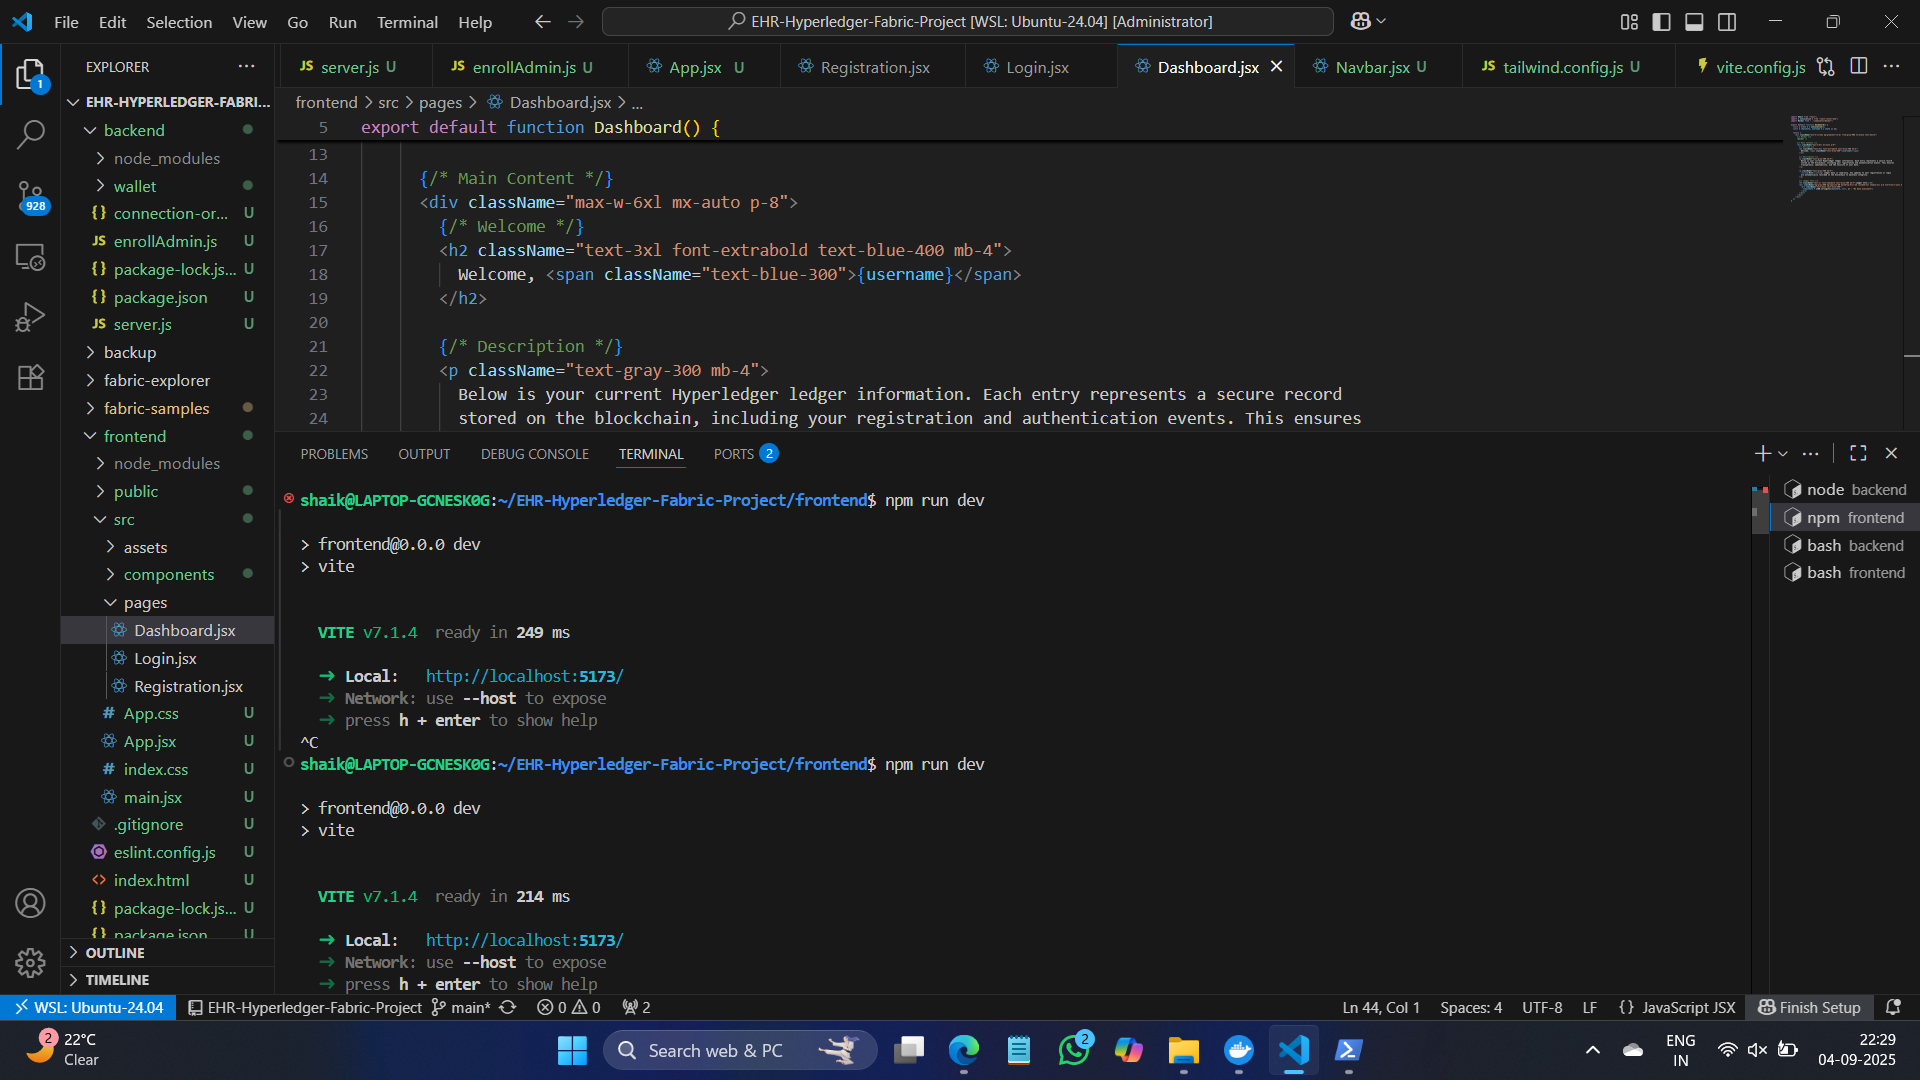 File Edit Selection View Go Run Terminal Help
EHR-Hyperledger-Fabric-Project [WSL: Ubuntu-24.04] [Administrator]
EXPLORER
JS server.js U
JS enrollAdmin.js U
App.jsx U
Registration.jsx
Login.jsx
Dashboard.jsx
Navbar.jsx U
JS tailwind.config.js U
vite.config.js
1
928
EHR-HYPERLEDGER-FABRI...
backend
node_modules
wallet
{} connection-or... U
JS enrollAdmin.js U
{} package-lock.js... U
{} package.json U
JS server.js U
backup
fabric-explorer
fabric-samples
frontend
node_modules
public
src
assets
components
pages
Dashboard.jsx
Login.jsx
Registration.jsx
# App.css U
App.jsx U
# index.css U
main.jsx U
.gitignore U
eslint.config.js U
<> index.html U
{} package-lock.js... U
{} package.json U
OUTLINE
TIMELINE
frontend > src > pages > Dashboard.jsx > ...
5 export default function Dashboard() {
13
14 {/* Main Content */}
15 <div className="max-w-6xl mx-auto p-8">
16 {/* Welcome */}
17 <h2 className="text-3xl font-extrabold text-blue-400 mb-4">
18 Welcome, <span className="text-blue-300">{username}</span>
19 </h2>
20
21 {/* Description */}
22 <p className="text-gray-300 mb-4">
23 Below is your current Hyperledger ledger information. Each entry represents a secure record
24 stored on the blockchain, including your registration and authentication events. This ensures
PROBLEMS OUTPUT DEBUG CONSOLE TERMINAL PORTS 2
shaik@LAPTOP-GCNESK0G:~/EHR-Hyperledger-Fabric-Project/frontend$ npm run dev
> frontend@0.0.0 dev
> vite
VITE v7.1.4 ready in 249 ms
➜ Local: http://localhost:5173/
➜ Network: use --host to expose
➜ press h + enter to show help
^C
shaik@LAPTOP-GCNESK0G:~/EHR-Hyperledger-Fabric-Project/frontend$ npm run dev
> frontend@0.0.0 dev
> vite
VITE v7.1.4 ready in 214 ms
➜ Local: http://localhost:5173/
➜ Network: use --host to expose
➜ press h + enter to show help
node backend
npm frontend
bash backend
bash frontend
WSL: Ubuntu-24.04 EHR-Hyperledger-Fabric-Project main* 0 0 2
Ln 44, Col 1 Spaces: 4 UTF-8 LF {} JavaScript JSX Finish Setup
2
22°C
Clear
Search web & PC
2
ENG
IN
22:29
04-09-2025